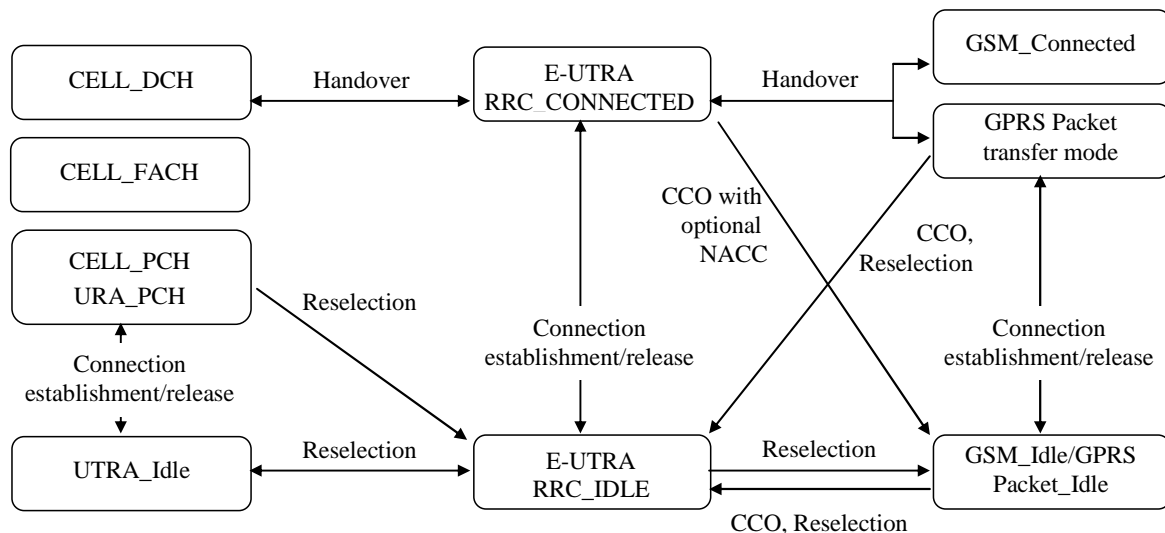 CELL_DCH
Handover
E-UTRA
RRC_CONNECTED
Handover
GSM_Connected
GPRS Packet
transfer mode
CELL_FACH
CCO with
optional
NACC
CCO,
Reselection
CELL_PCH
URA_PCH
Reselection
Connection
establishment/release
Connection
establishment/release
Connection
establishment/release
UTRA_Idle
Reselection
E-UTRA
RRC_IDLE
Reselection
CCO, Reselection
GSM_Idle/GPRS
Packet_Idle